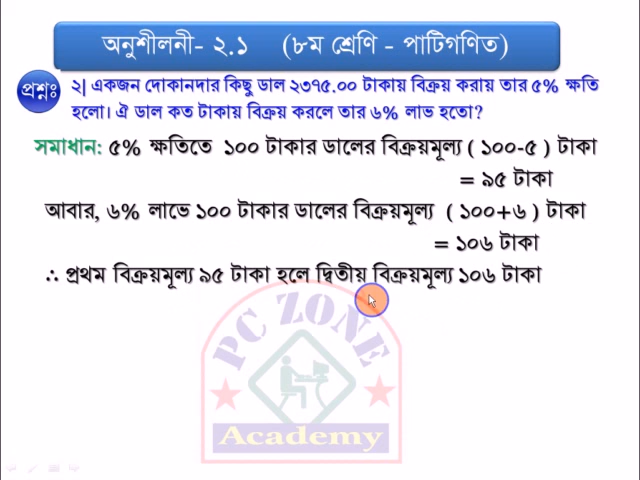 অনুশীলনী- ২.১ (৮ম শ্রেণি - পাটিগণিত)
প্রশ্নঃ ২| একজন দোকানদার কিছু ডাল ২৩৭৫.০০ টাকায় বিক্রয় করায় তার ৫% ক্ষতি
হলো। ঐ ডাল কত টাকায় বিক্রয় করলে তার ৬% লাভ হতো?
সমাধান: ৫% ক্ষতিতে ১০০ টাকার ডালের বিক্রয়মূল্য ( ১০০-৫ ) টাকা
= ৯৫ টাকা
আবার, ৬% লাভে ১০০ টাকার ডালের বিক্রয়মূল্য ( ১০০+৬ ) টাকা
= ১০৬ টাকা
∴ প্রথম বিক্রয়মূল্য ৯৫ টাকা হলে দ্বিতীয় বিক্রয়মূল্য ১০৬ টাকা
PC ZONE
Academy